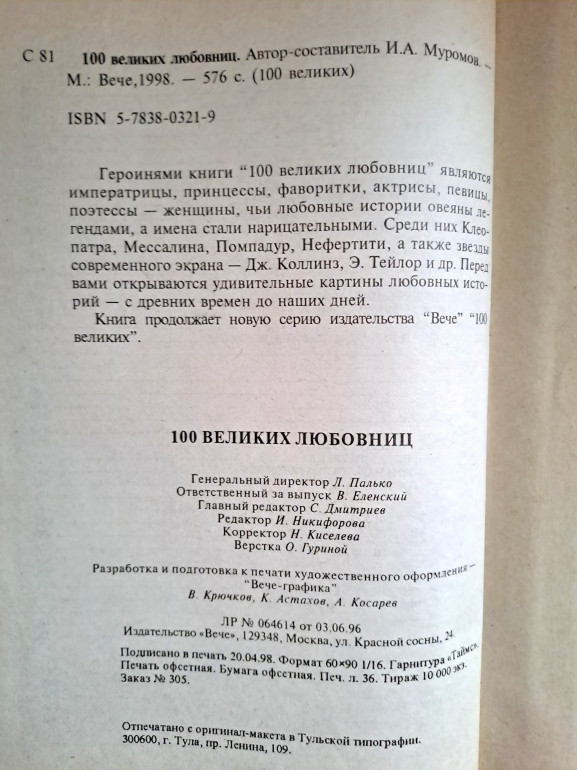 С 81 100 великих любовниц. Автор-составитель И.А. Муромов. —
М.: Вече,1998. — 576 с. (100 великих)
ISBN 5-7838-0321-9
Героинями книги “100 великих любовниц” являются
императрицы, принцессы, фаворитки, актрисы, певицы,
поэтессы — женщины, чьи любовные истории овеяны ле-
гендами, а имена стали нарицательными. Среди них Клео-
патра, Мессалина, Помпадур, Нефертити, а также звезды
современного экрана — Дж. Коллинз, Э. Тейлор и др. Перед
вами открываются удивительные картины любовных исто-
рий — с древних времен до наших дней.
Книга продолжает новую серию издательства “Вече” “100
великих”.
100 ВЕЛИКИХ ЛЮБОВНИЦ
Генеральный директор Л. Палько
Ответственный за выпуск В. Еленский
Главный редактор С. Дмитриев
Редактор И. Никифорова
Корректор Н. Киселева
Верстка О. Гуриной
Разработка и подготовка к печати художественного оформления —
“Вече-графика”
В. Крючков, К. Астахов, А. Косарев
ЛР № 064614 от 03.06.96
Издательство «Вече», 129348, Москва, ул. Красной сосны, 24.
Подписано в печать 20.04.98. Формат 60×90 1/16. Гарнитура «Таймс».
Печать офсетная. Бумага офсетная. Печ. л. 36. Тираж 10 000 экз.
Заказ № 305.
Отпечатано с оригинал-макета в Тульской типографии.
300600, г. Тула, пр. Ленина, 109.